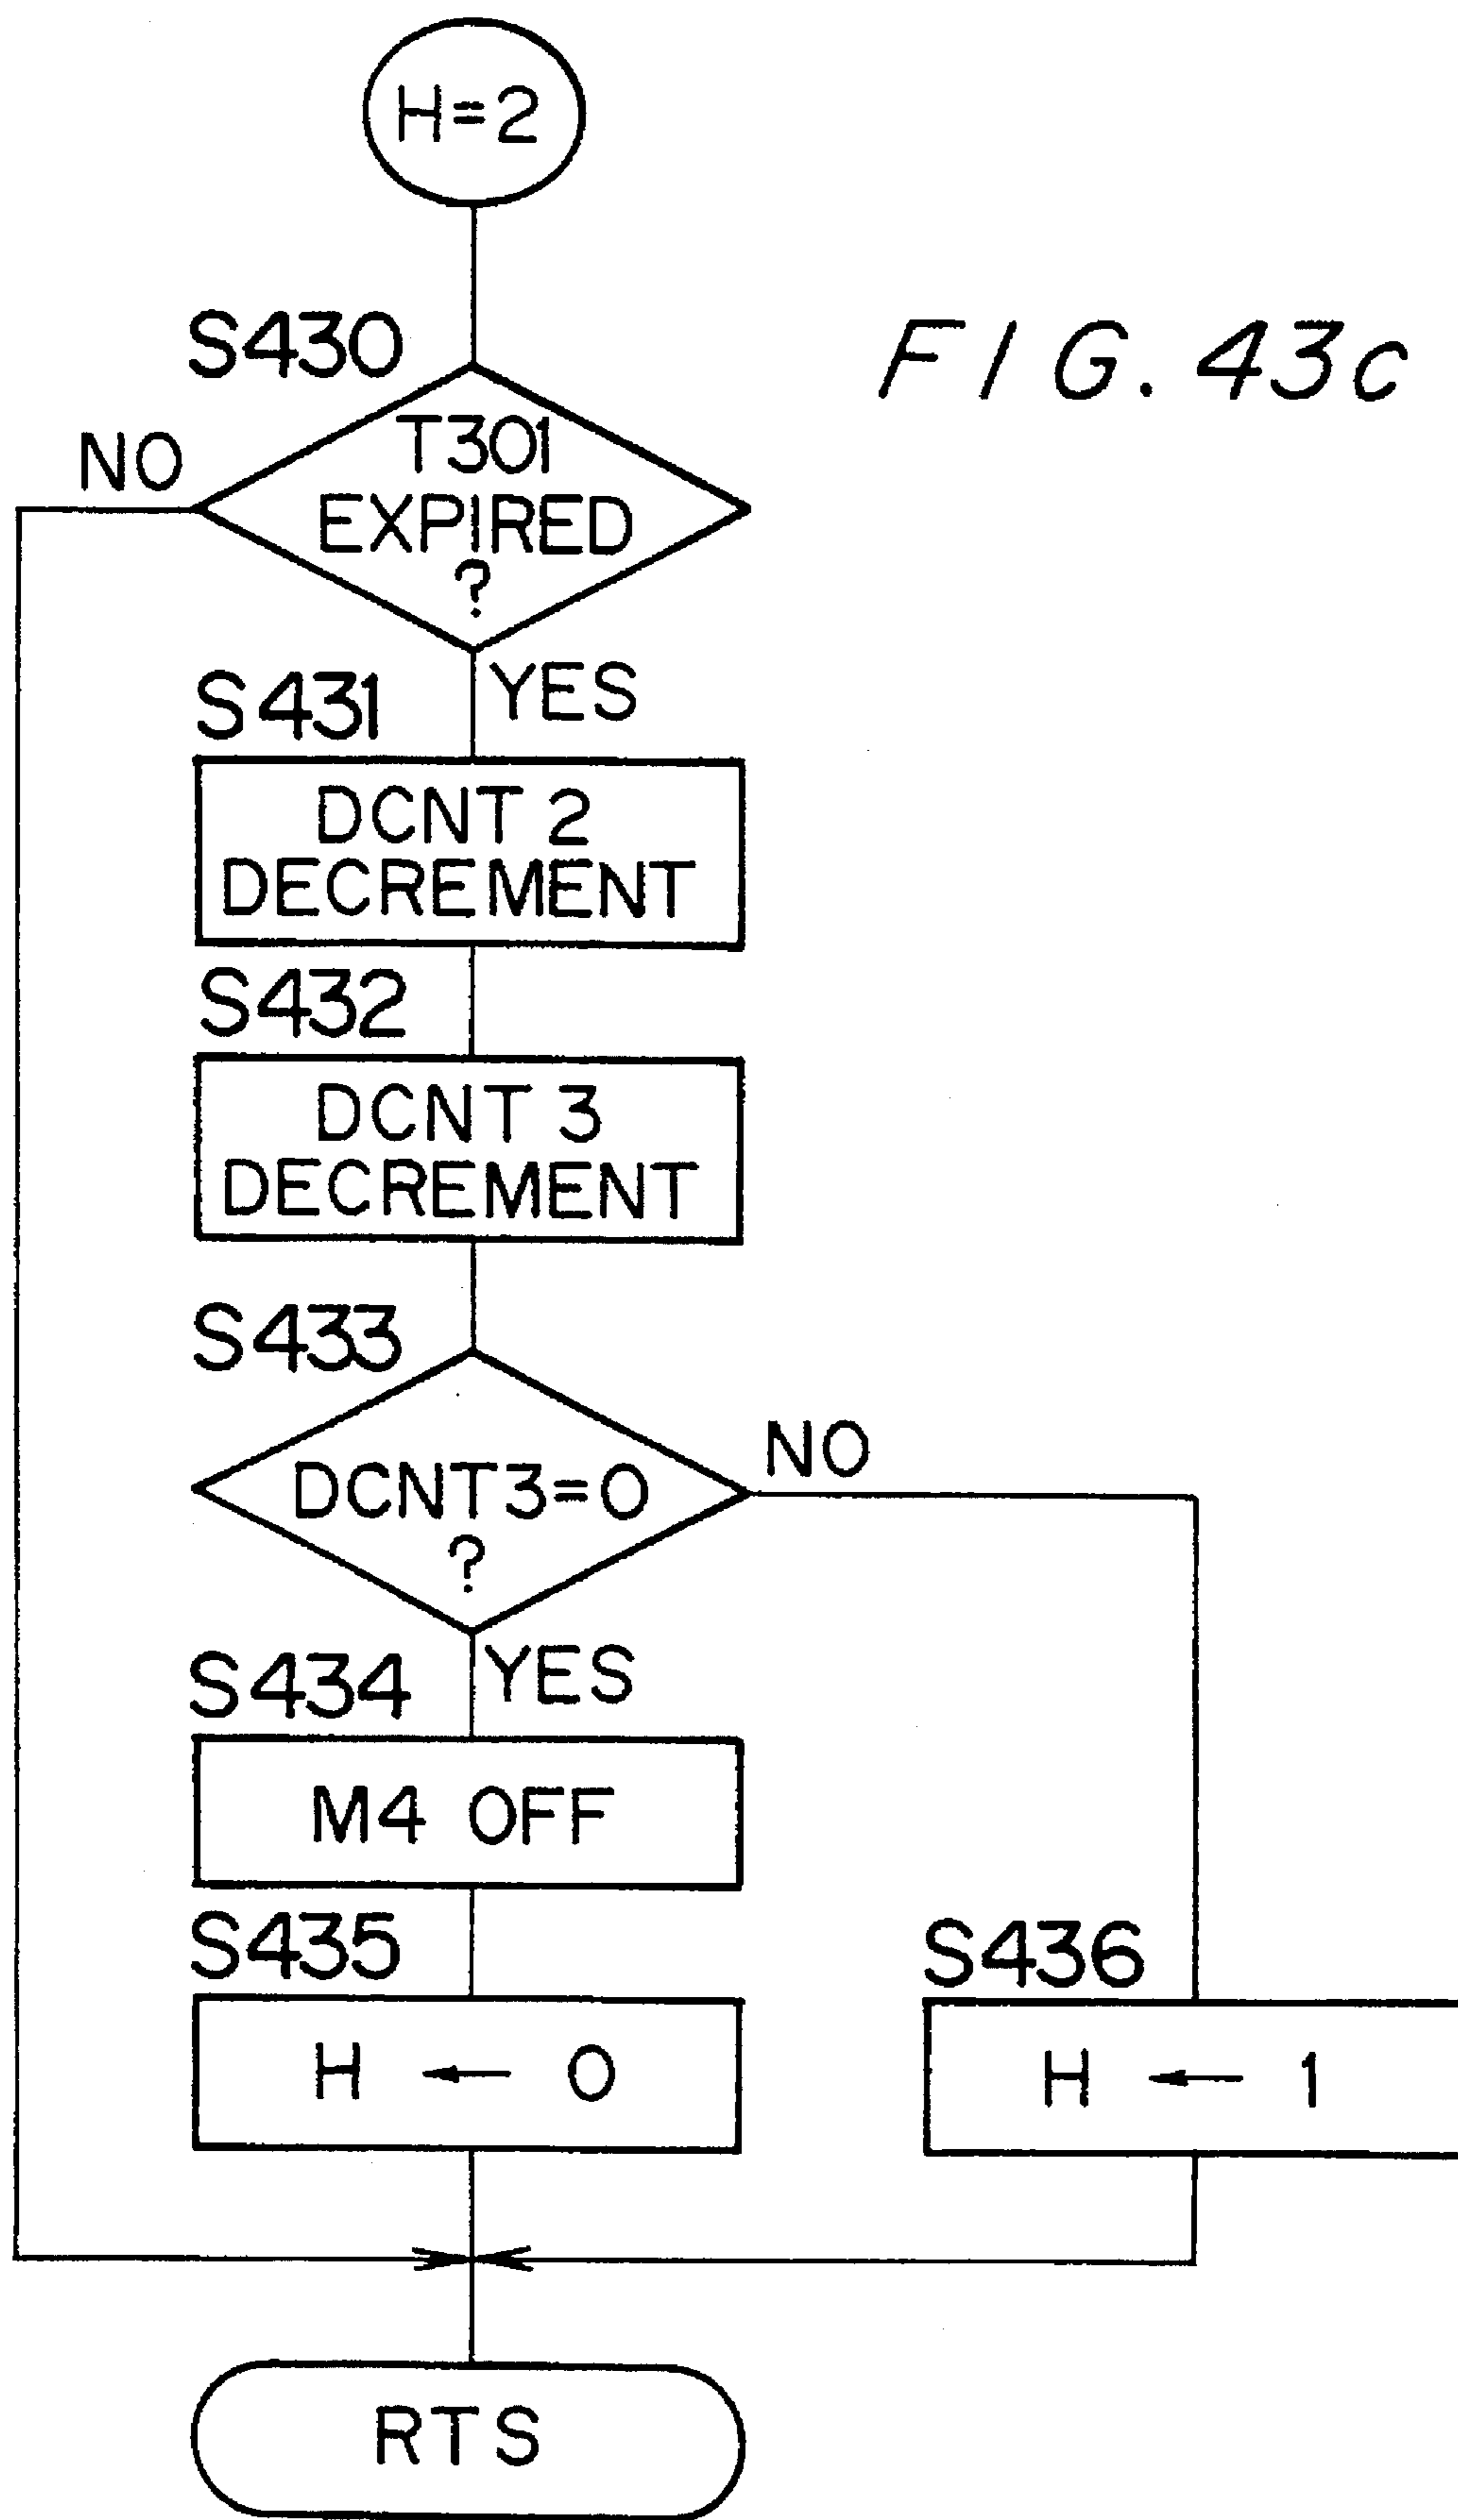 H=2
FIG. 43c
S430
NO
T301
EXPIRED
?
YES
S431
DCNT 2
DECREMENT
S432
DCNT 3
DECREMENT
S433
NO
DCNT3=0
?
YES
S434
M4 OFF
S435
H ← 0
S436
H ← 1
RTS